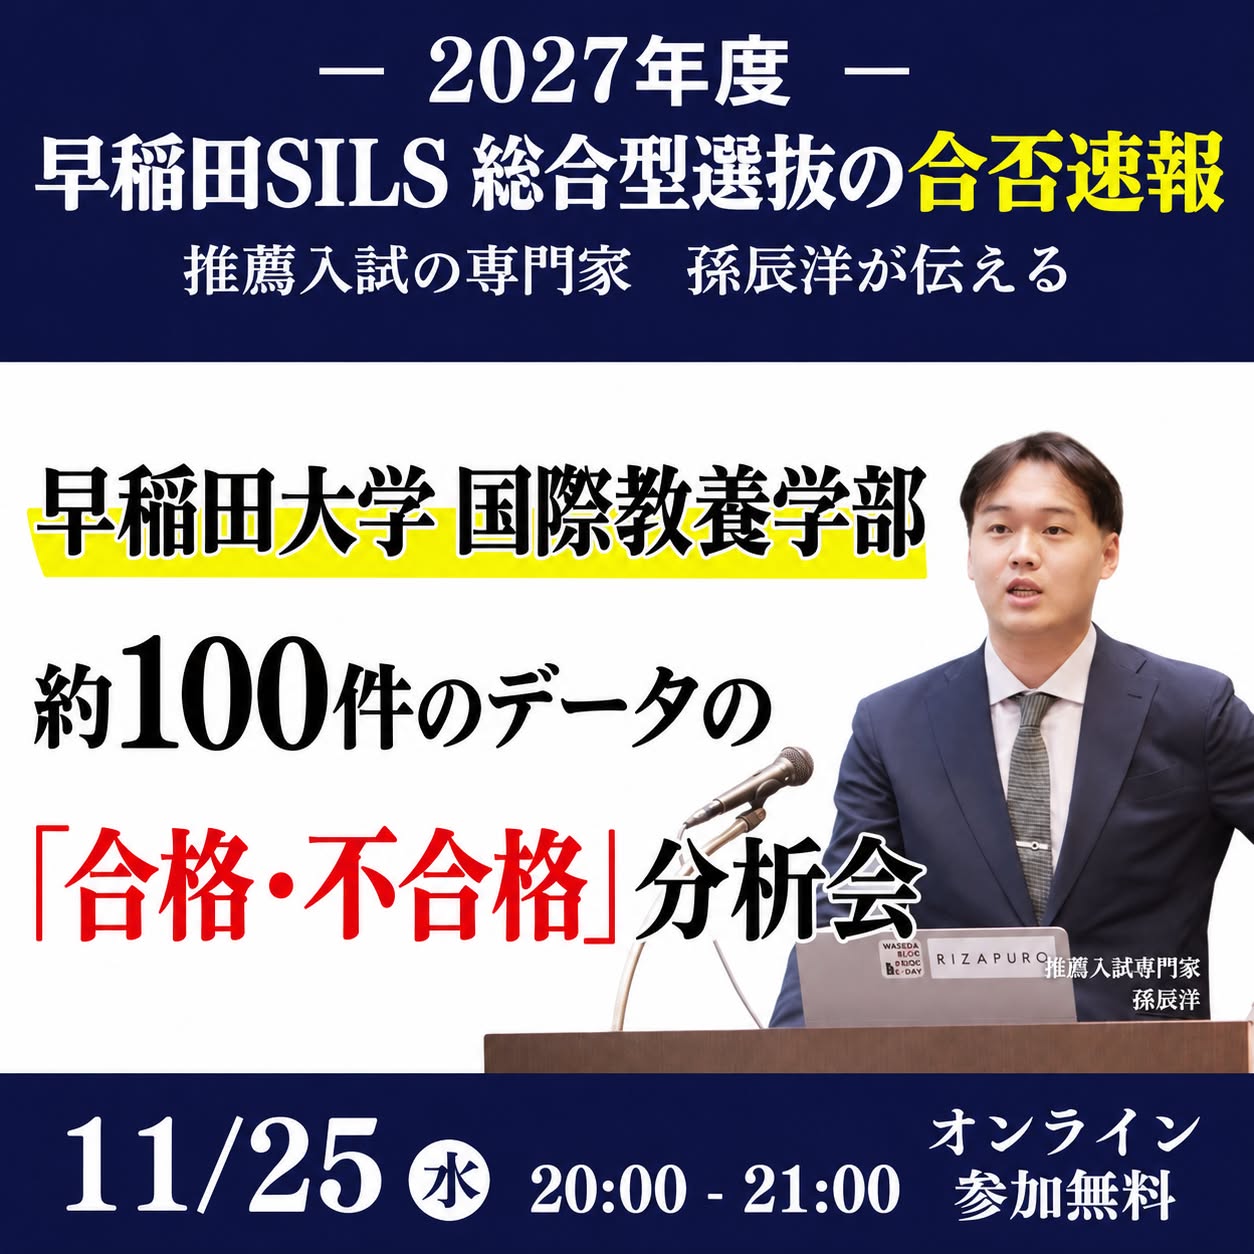 — 2027年度 —
早稲田SILS 総合型選抜の合否速報
推薦入試の専門家　孫辰洋が伝える
早稲田大学 国際教養学部
約100件のデータの
「合格・不合格」分析会
WASEDA
RIZAPURO
推薦入試専門家
孫辰洋
11/25 水 20:00 - 21:00
オンライン
参加無料